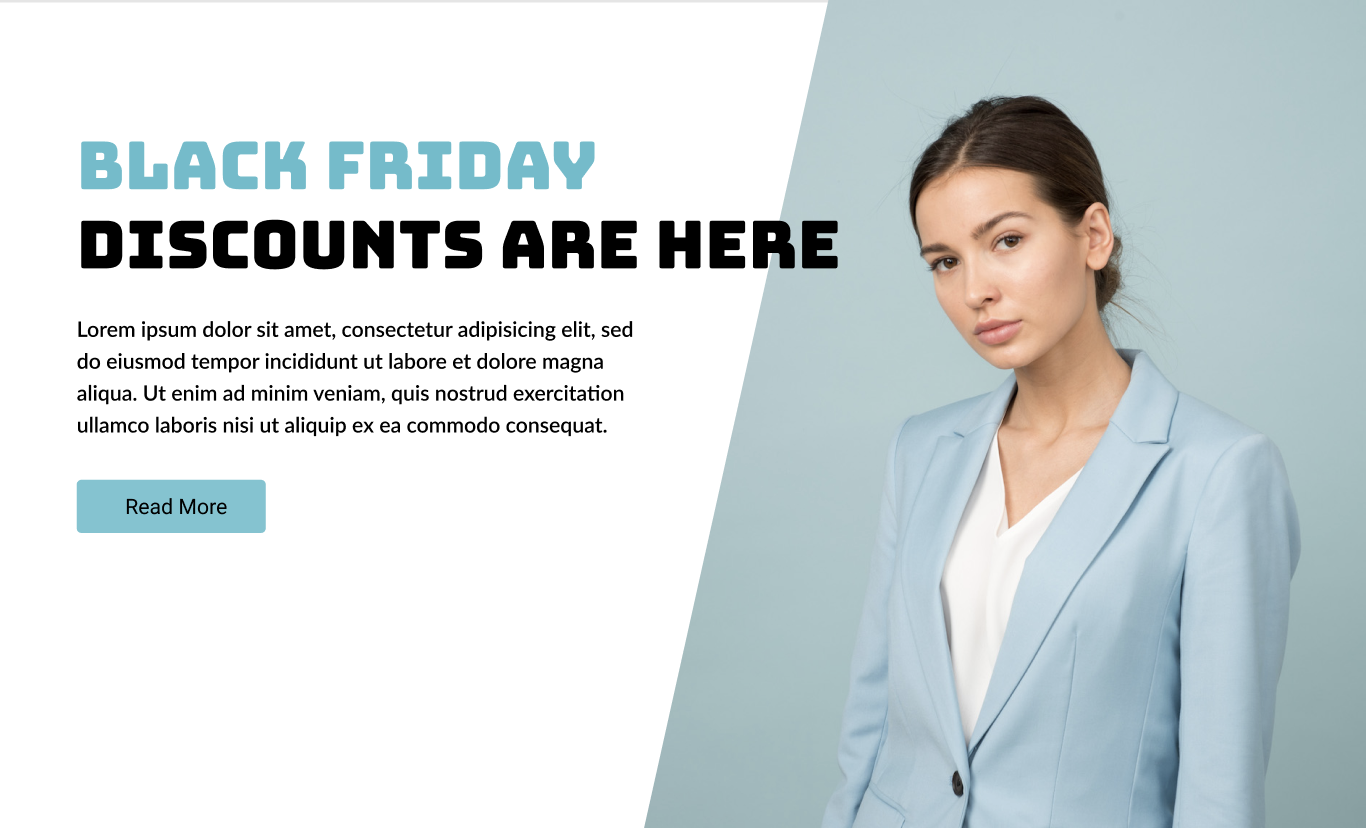 BLACK FRIDAY
DISCOUNTS ARE HERE
Lorem ipsum dolor sit amet, consectetur adipisicing elit, sed
do eiusmod tempor incididunt ut labore et dolore magna
aliqua. Ut enim ad minim veniam, quis nostrud exercitation
ullamco laboris nisi ut aliquip ex ea commodo consequat.
Read More